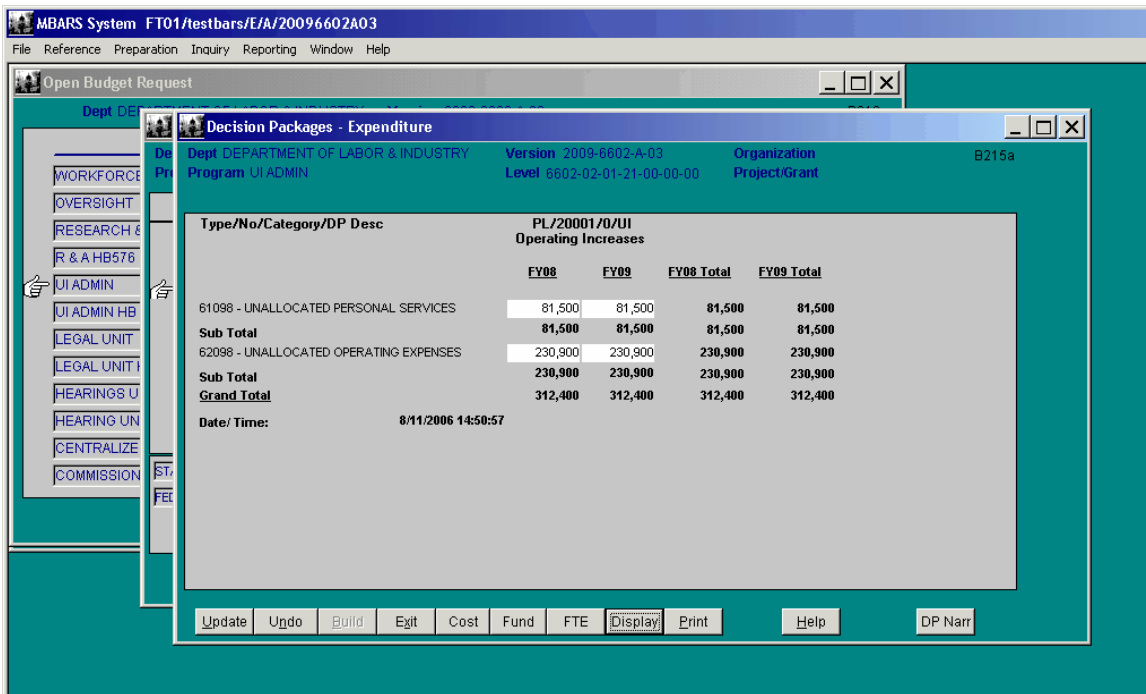 MBARS System FT01/testbars/E/A/20096602A03
File Reference Preparation Inquiry Reporting Window Help
Open Budget Request
Dept
Decision Packages - Expenditure
Dept DEPARTMENT OF LABOR & INDUSTRY Version 2009-6602-A-03 Organization B215a
Program UI ADMIN Level 6602-02-01-21-00-00-00 Project/Grant
WORKFORCE
OVERSIGHT
RESEARCH &
R & A HB576
UI ADMIN
UI ADMIN HB
LEGAL UNIT
LEGAL UNIT
HEARINGS U
HEARING UN
CENTRALIZE
COMMISSION
Type/No/Category/DP Desc PL/20001/0/UI
Operating Increases
FY08 FY09 FY08 Total FY09 Total
61098 - UNALLOCATED PERSONAL SERVICES 81,500 81,500 81,500 81,500
Sub Total 81,500 81,500 81,500 81,500
62098 - UNALLOCATED OPERATING EXPENSES 230,900 230,900 230,900 230,900
Sub Total 230,900 230,900 230,900 230,900
Grand Total 312,400 312,400 312,400 312,400
Date/ Time: 8/11/2006 14:50:57
Update Undo Build Exit Cost Fund FTE Display Print Help DP Narr